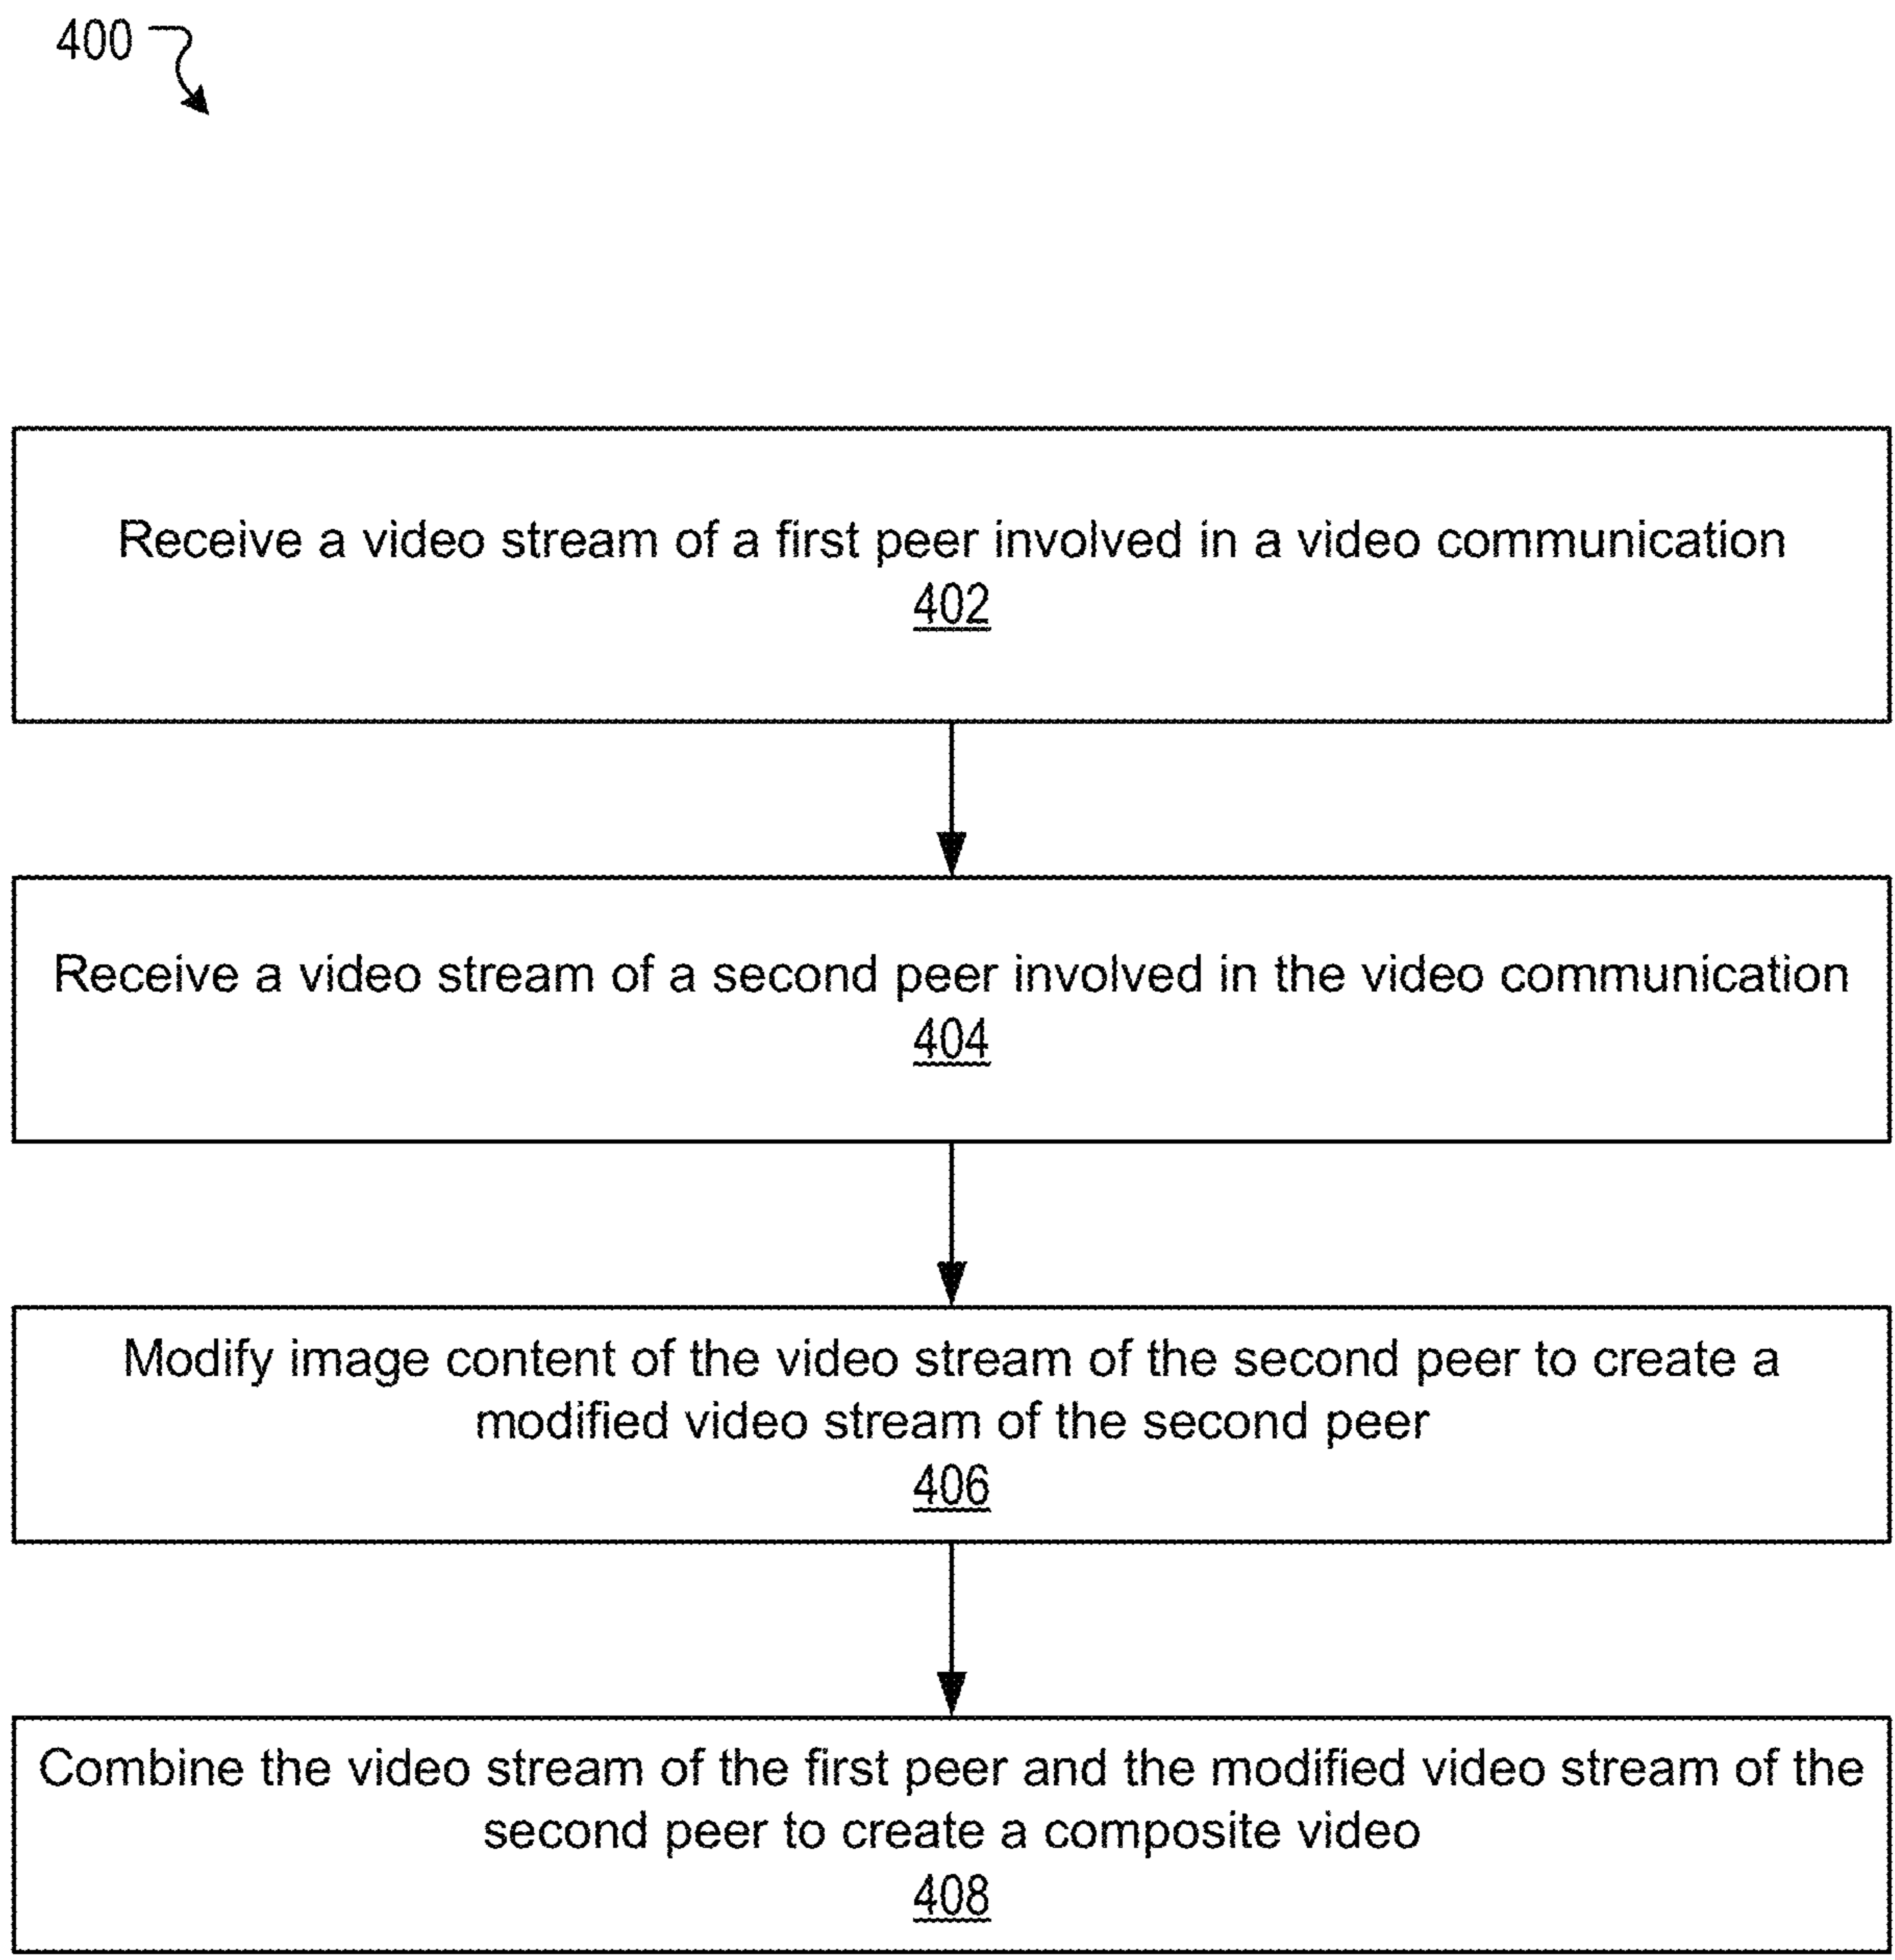 400
Receive a video stream of a first peer involved in a video communication
402
Receive a video stream of a second peer involved in the video communication
404
Modify image content of the video stream of the second peer to create a
modified video stream of the second peer
406
Combine the video stream of the first peer and the modified video stream of the
second peer to create a composite video
408